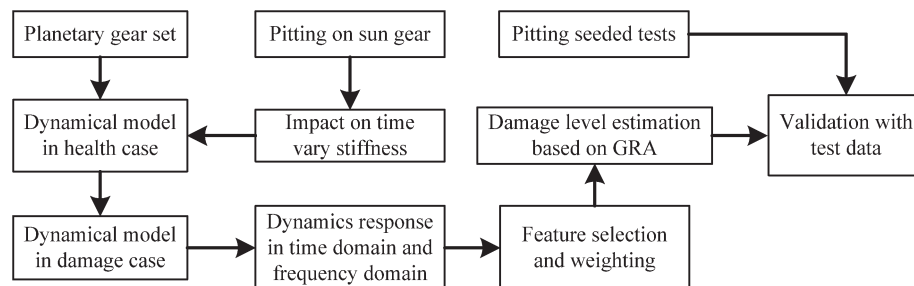 Planetary gear set
Pitting on sun gear
Pitting seeded tests
Dynamical model
in health case
Impact on time
vary stiffness
Damage level estimation
based on GRA
Validation with
test data
Dynamical model
in damage case
Dynamics response
in time domain and
frequency domain
Feature selection
and weighting